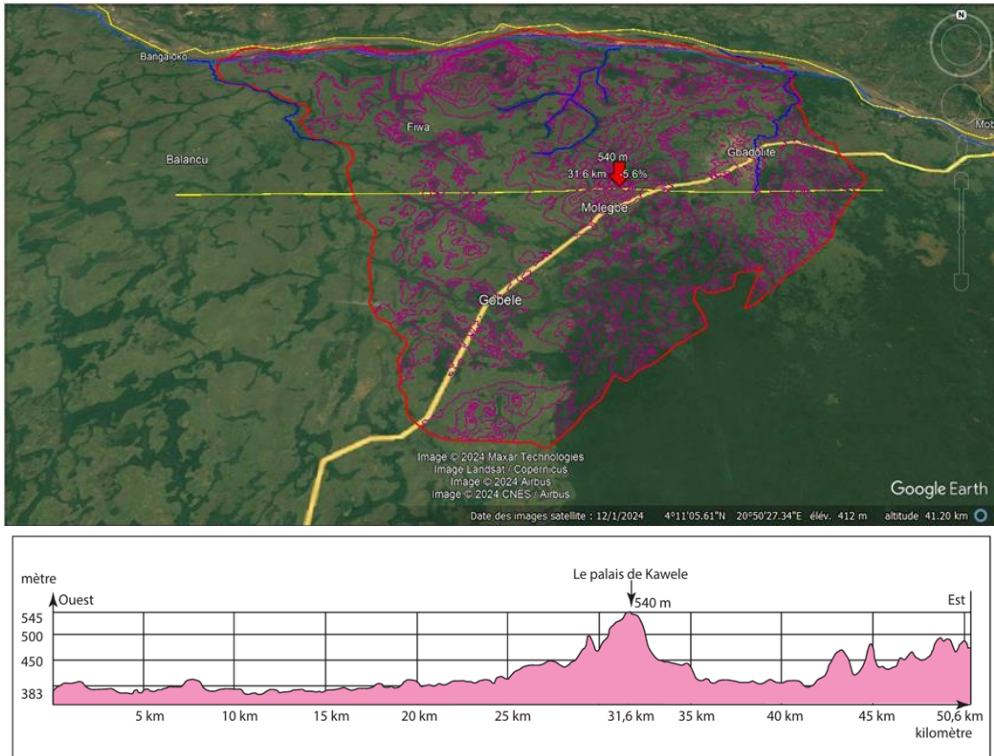 N
Bangaloko
Mob
Fiwa
Balancu
Gbadolite
540 m
31.6 km -5.6%
Molegbe
Gobele
Image © 2024 Maxar Technologies
Image Landsat / Copernicus
Image © 2024 Airbus
Image © 2024 CNES / Airbus
Google Earth
Date des images satellite : 12/1/2024 4°11'05.61"N 20°50'27.34"E élév. 412 m altitude 41.20 km
mètre
Le palais de Kawele
Ouest
540 m
Est
545
500
450
383
5 km 10 km 15 km 20 km 25 km 31,6 km 35 km 40 km 45 km 50,6 km
kilomètre